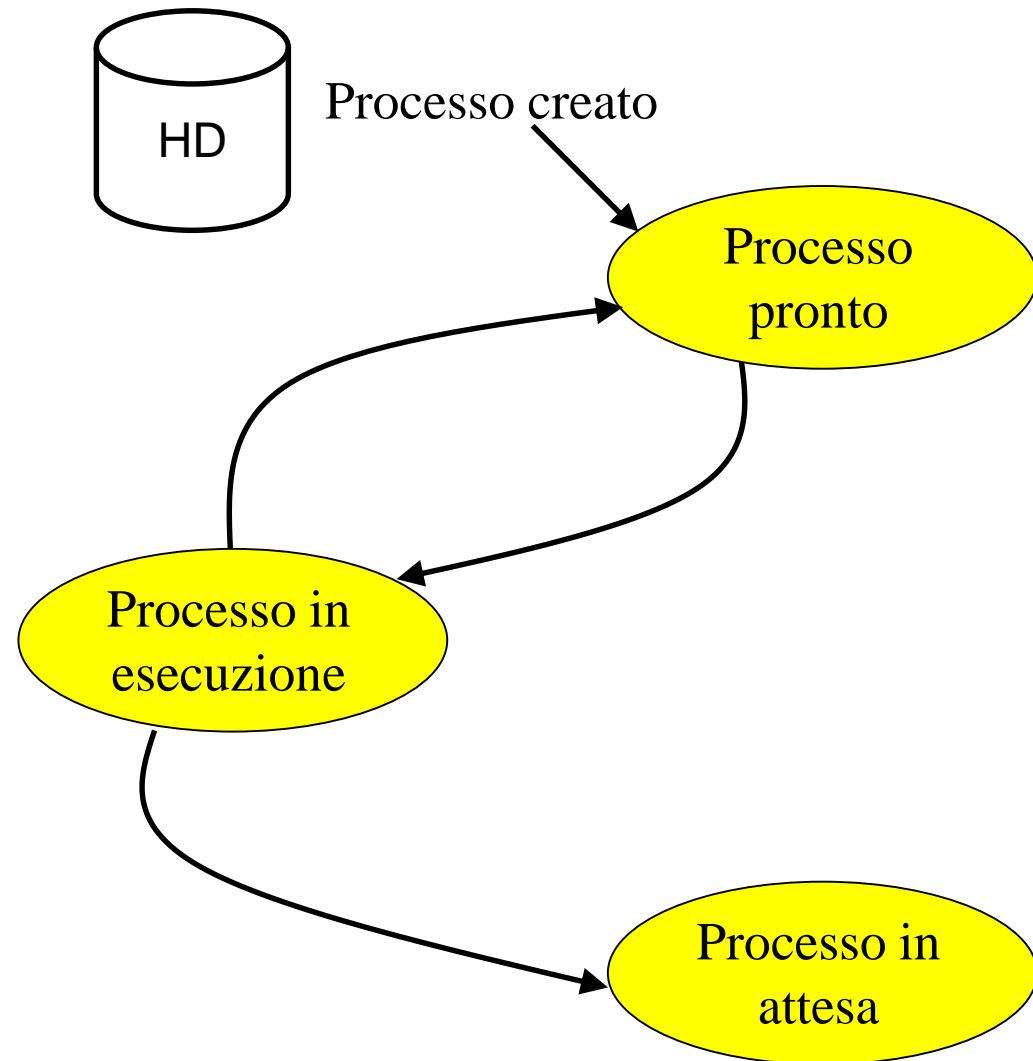 HD
Processo creato
Processo
pronto
Processo in
esecuzione
Processo in
attesa